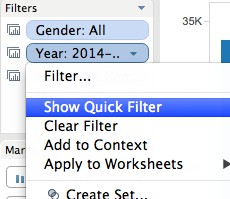 Filters
35K
Gender: All
Year: 2014-..
Filter...
Show Quick Filter
Clear Filter
Add to Context
Apply to Worksheets
Mar
Create Set...